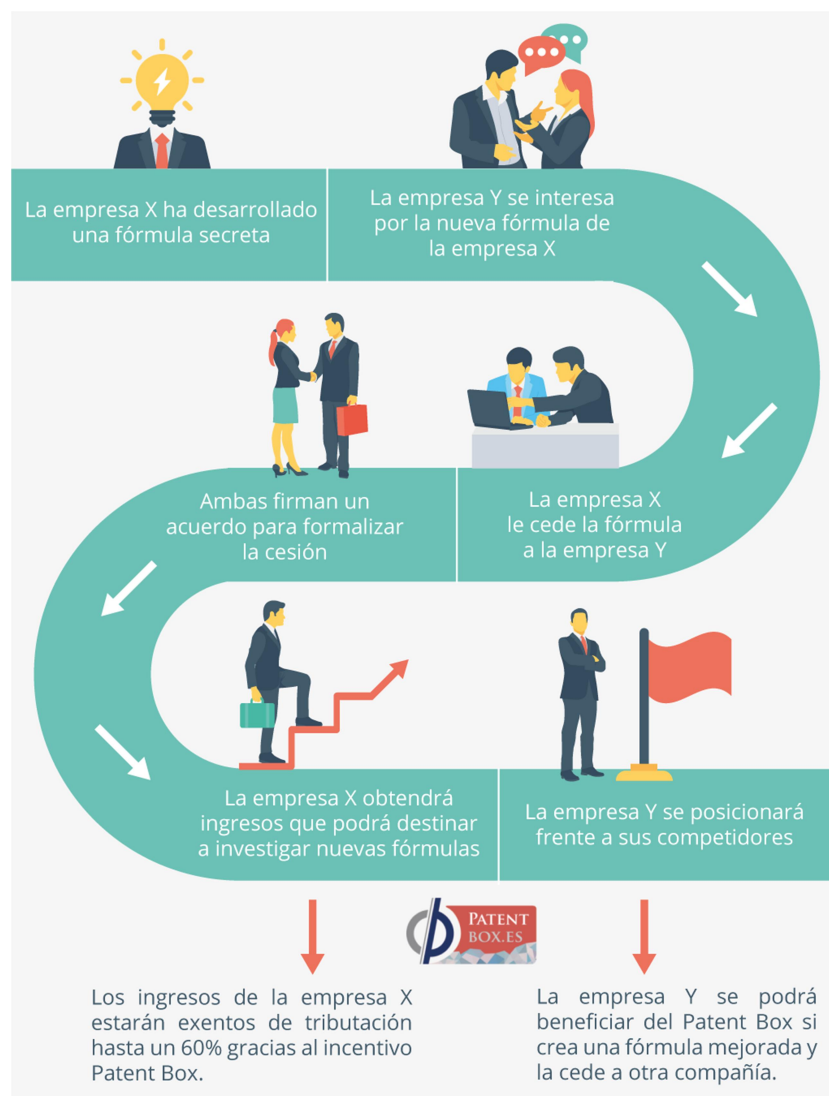 La empresa X ha desarrollado
una fórmula secreta
La empresa Y se interesa
por la nueva fórmula de
la empresa X
La empresa X
le cede la fórmula
a la empresa Y
Ambas firman un
acuerdo para formalizar
la cesión
La empresa X obtendrá
ingresos que podrá destinar
a investigar nuevas fórmulas
La empresa Y se posicionará
frente a sus competidores
PATENT
BOX.ES
Los ingresos de la empresa X
estarán exentos de tributación
hasta un 60% gracias al incentivo
Patent Box.
La empresa Y se podrá
beneficiar del Patent Box si
crea una fórmula mejorada y
la cede a otra compañía.